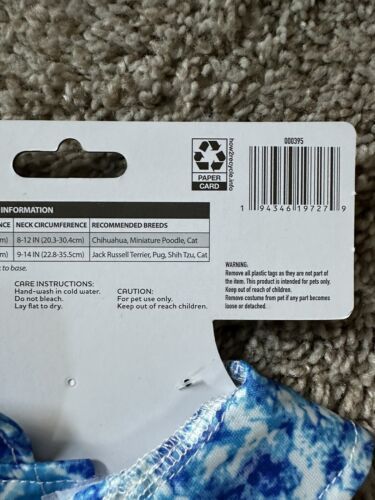 how2recycle.info
PAPER
CARD
000395
1 94346 19727 9
INFORMATION
NECK CIRCUMFERENCE RECOMMENDED BREEDS
8-12 IN (20.3-30.4cm) Chihuahua, Miniature Poodle, Cat
9-14 IN (22.8-35.5cm) Jack Russell Terrier, Pug, Shih Tzu, Cat
to base.
CARE INSTRUCTIONS:
Hand-wash in cold water.
Do not bleach.
Lay flat to dry.
CAUTION:
For pet use only.
Keep out of reach of children.
WARNING:
Remove all plastic tags as they are not part of the
item. This product is intended for pets only.
Keep out of reach of children.
Remove costume from pet if any part becomes
loose or detached.